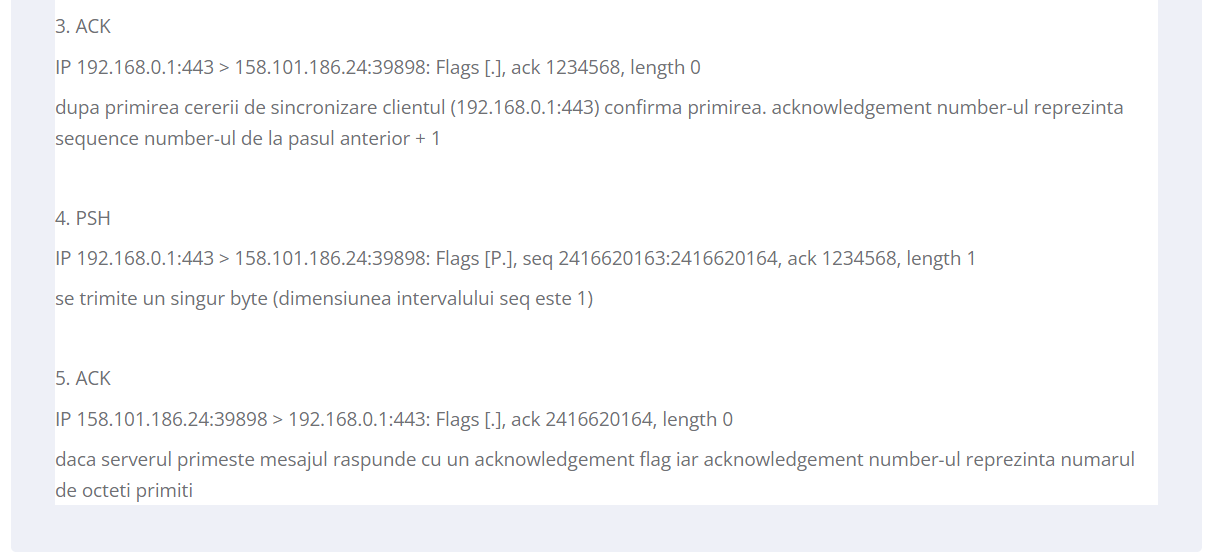 3. ACK
IP 192.168.0.1:443 > 158.101.186.24:39898: Flags [.], ack 1234568, length 0
dupa primirea cererii de sincronizare clientul (192.168.0.1:443) confirma primirea. acknowledgement number-ul reprezinta
sequence number-ul de la pasul anterior + 1
4. PSH
IP 192.168.0.1:443 > 158.101.186.24:39898: Flags [P.], seq 2416620163:2416620164, ack 1234568, length 1
se trimite un singur byte (dimensiunea intervalului seq este 1)
5. ACK
IP 158.101.186.24:39898 > 192.168.0.1:443: Flags [.], ack 2416620164, length 0
daca serverul primeste mesajul raspunde cu un acknowledgement flag iar acknowledgement number-ul reprezinta numarul
de octeti primiti